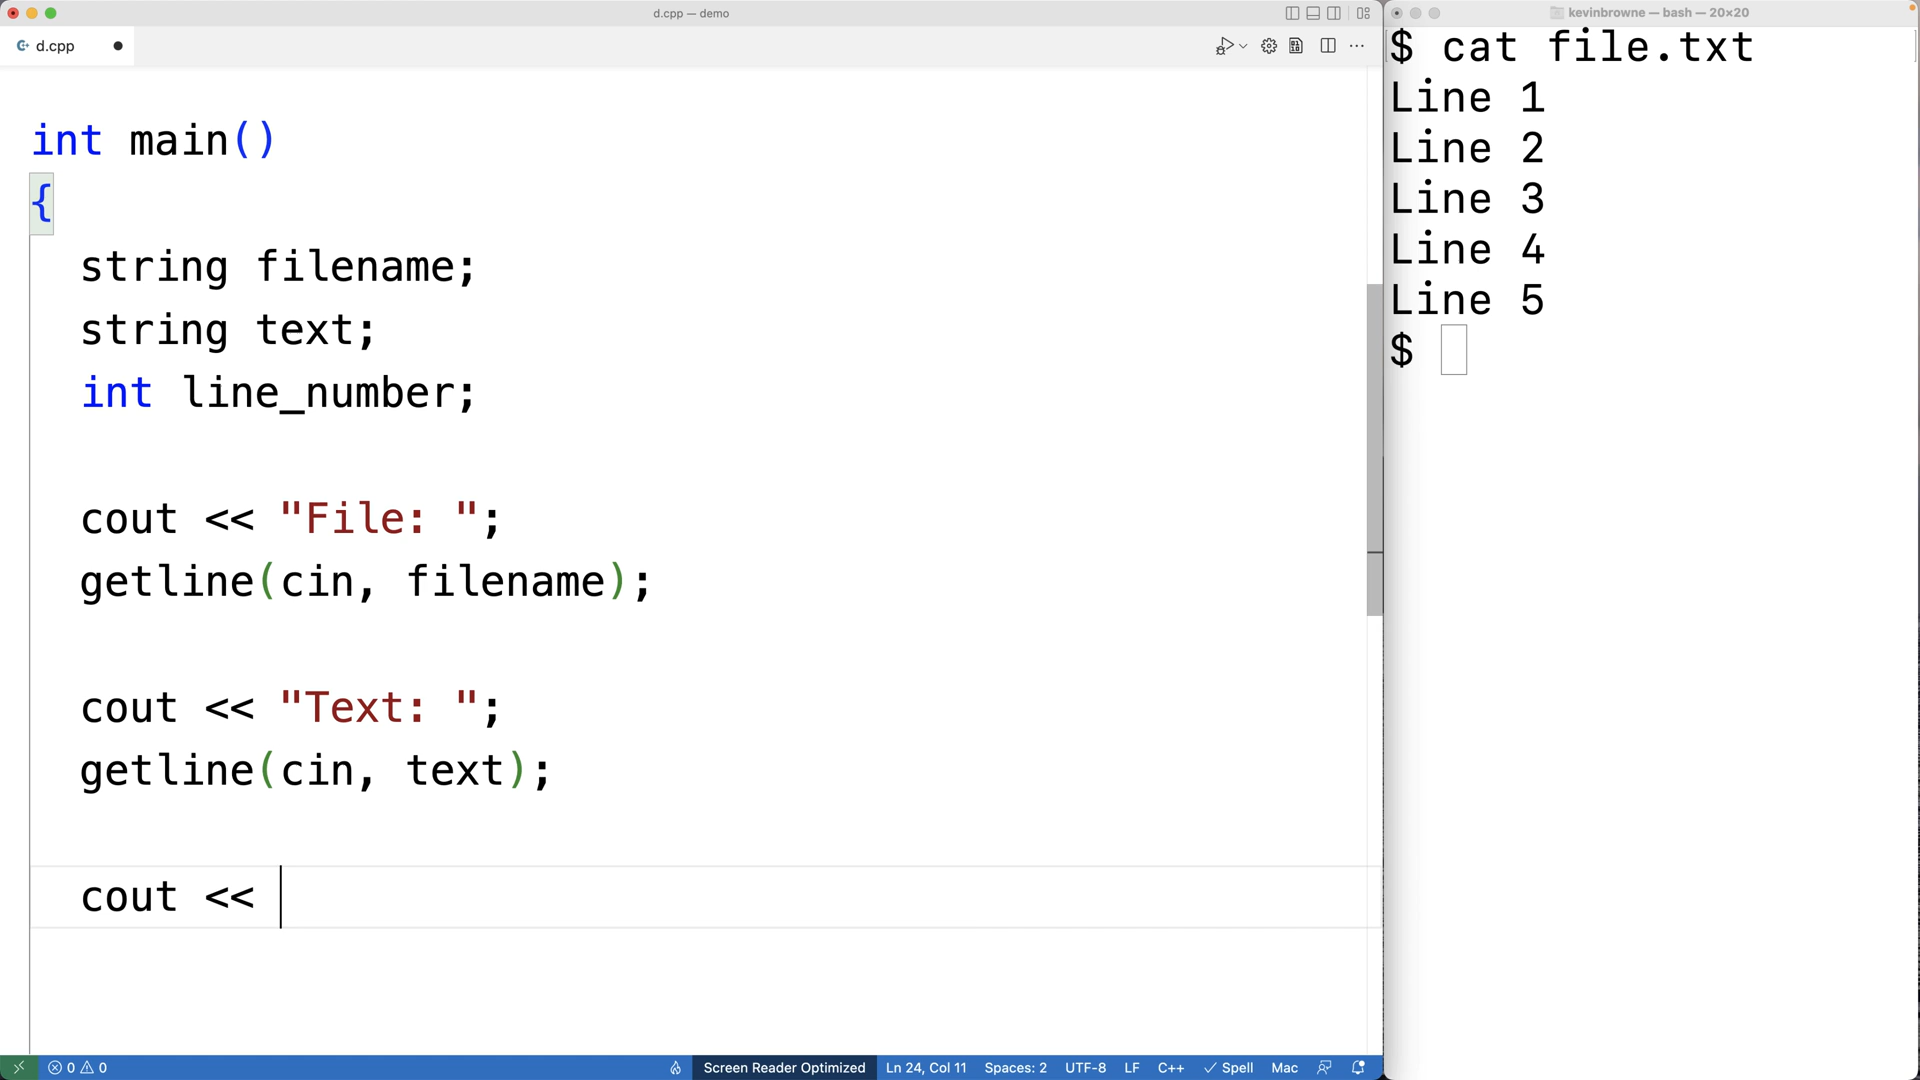 d.cpp — demo
d.cpp
int main()
{
string filename;
string text;
int line_number;
cout << "File: ";
getline(cin, filename);
cout << "Text: ";
getline(cin, text);
cout <<
0 0
Screen Reader Optimized
Ln 24, Col 11
Spaces: 2
UTF-8
LF
C++
Spell
Mac
kevinbrowne — bash — 20×20
$ cat file.txt
Line 1
Line 2
Line 3
Line 4
Line 5
$